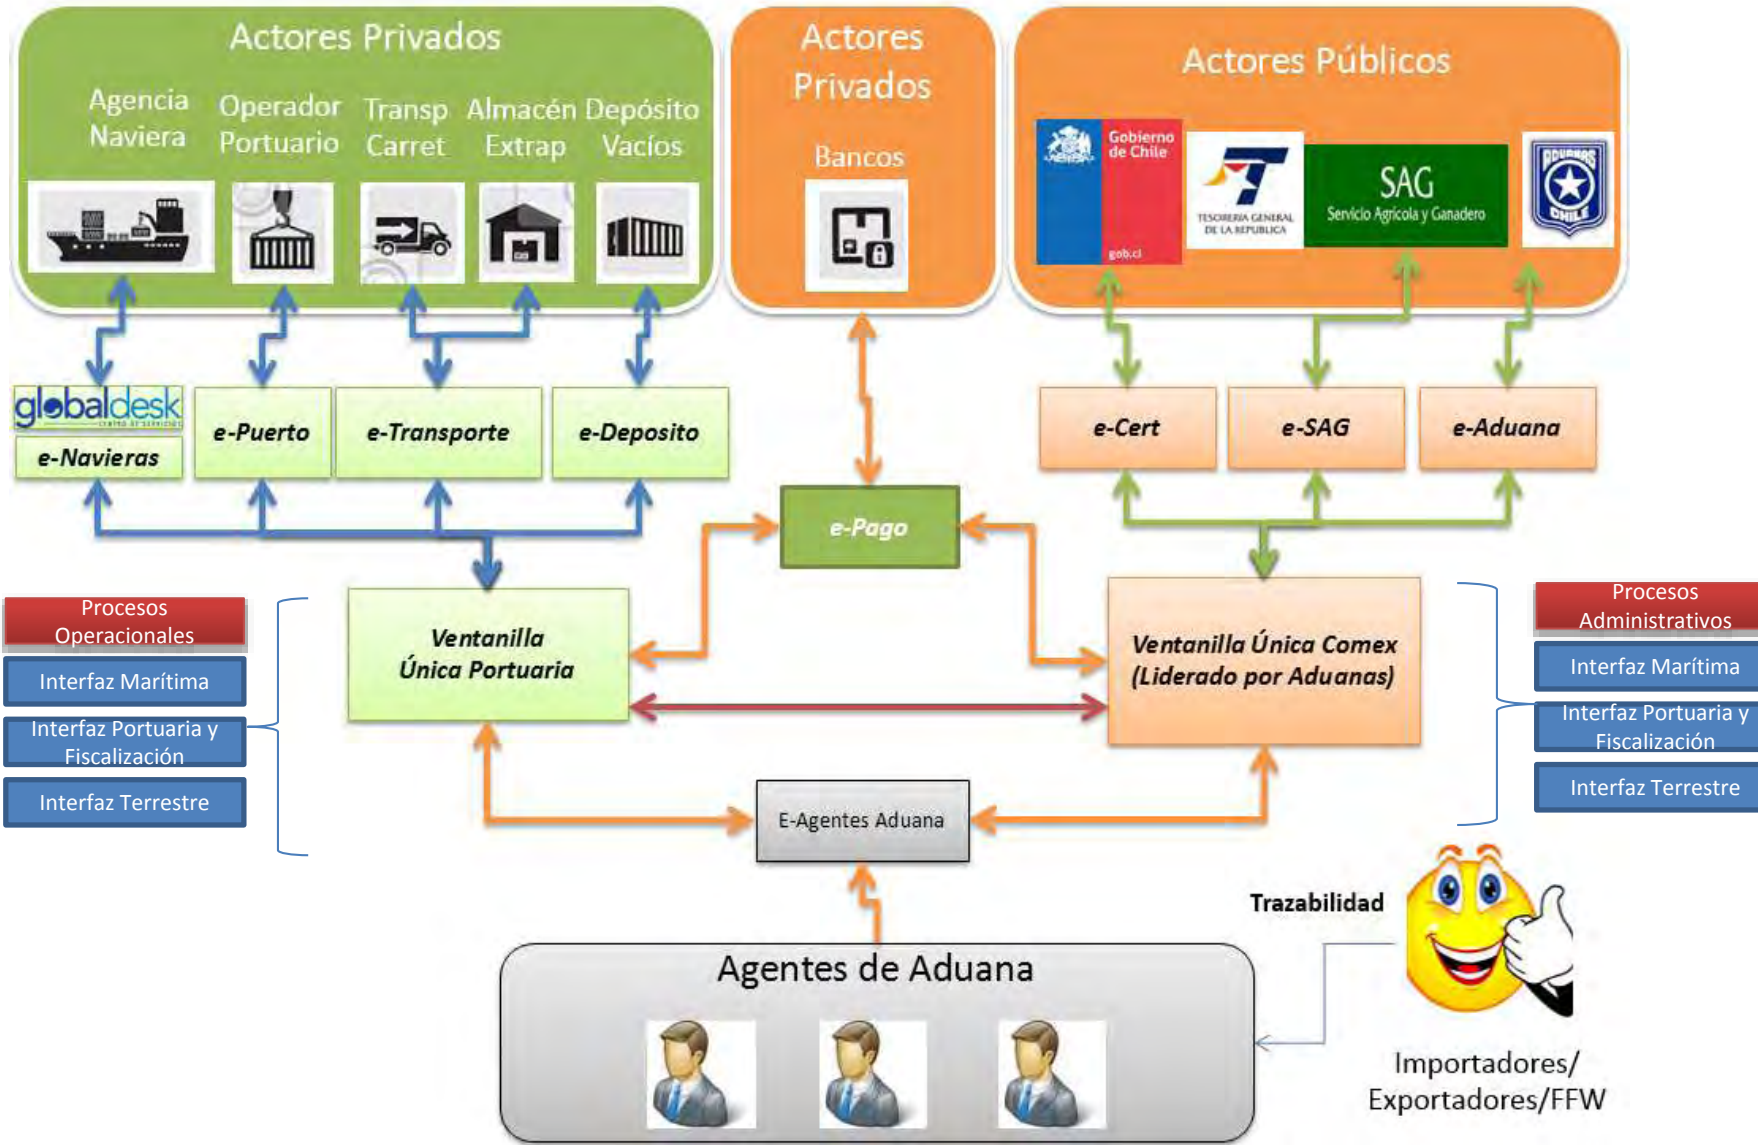 Actores Privados
Agencia
Naviera
Operador
Portuario
Transp
Carret
Almacén
Extrap
Depósito
Vacíos
Actores
Privados
Bancos
Actores Públicos
Gobierno
de Chile
gob.cl
TESORERIA GENERAL
DE LA REPUBLICA
SAG
Servicio Agrícola y Ganadero
ADUANAS
CHILE
globaldesk
CENTRO DE SERVICIOS
e-Navieras
e-Puerto
e-Transporte
e-Deposito
e-Cert
e-SAG
e-Aduana
e-Pago
Procesos
Operacionales
Interfaz Marítima
Interfaz Portuaria y
Fiscalización
Interfaz Terrestre
Ventanilla
Única Portuaria
Ventanilla Única Comex
(Liderado por Aduanas)
Procesos
Administrativos
Interfaz Marítima
Interfaz Portuaria y
Fiscalización
Interfaz Terrestre
E-Agentes Aduana
Trazabilidad
Agentes de Aduana
Importadores/
Exportadores/FFW